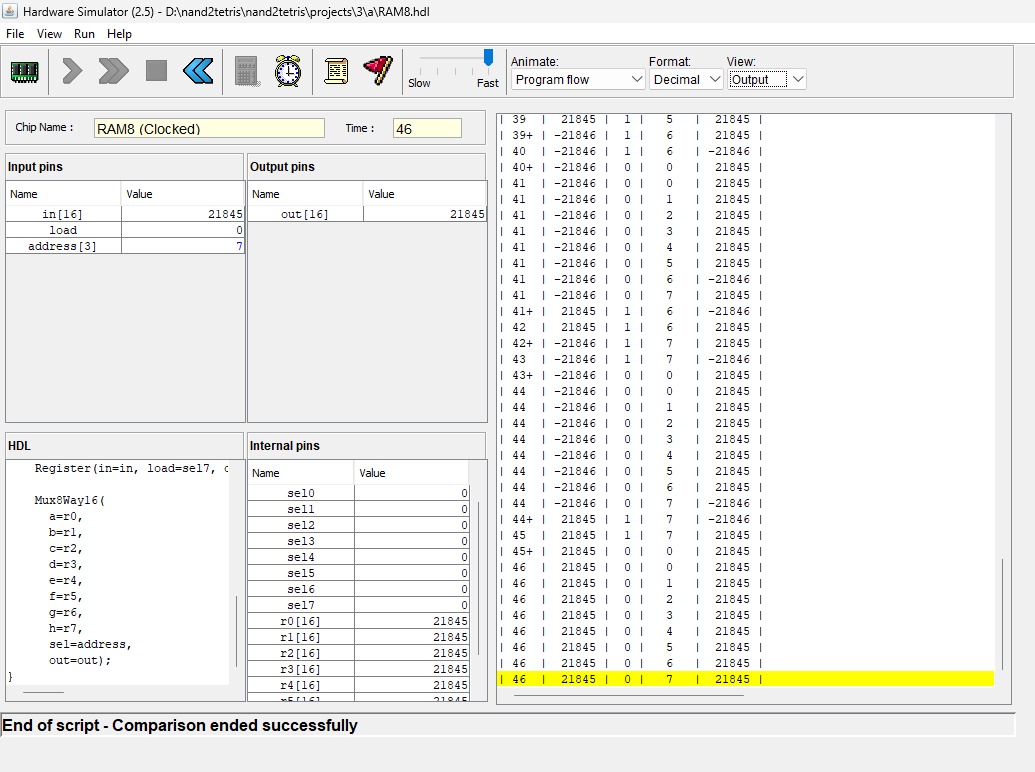 Hardware Simulator (2.5) - D:\nand2tetris\nand2tetris\projects\3\a\RAM8.hdl
File View Run Help
Slow Fast
Animate: Format: View:
Program flow Decimal Output
Chip Name : RAM8 (Clocked) Time : 46
Input pins
Name Value
in[16] 21845
load 0
address[3] 7
Output pins
Name Value
out[16] 21845
HDL
Register(in=in, load=sel7, 
Mux8Way16(
a=r0,
b=r1,
c=r2,
d=r3,
e=r4,
f=r5,
g=r6,
h=r7,
sel=address,
out=out);
}
Internal pins
Name Value
sel0 0
sel1 0
sel2 0
sel3 0
sel4 0
sel5 0
sel6 0
sel7 0
r0[16] 21845
r1[16] 21845
r2[16] 21845
r3[16] 21845
r4[16] 21845
r5[16] 21845
| 39 | 21845 | 1 | 5 | 21845 |
| 39+ | -21846 | 1 | 6 | 21845 |
| 40 | -21846 | 1 | 6 | -21846 |
| 40+ | -21846 | 0 | 0 | 21845 |
| 41 | -21846 | 0 | 0 | 21845 |
| 41 | -21846 | 0 | 1 | 21845 |
| 41 | -21846 | 0 | 2 | 21845 |
| 41 | -21846 | 0 | 3 | 21845 |
| 41 | -21846 | 0 | 4 | 21845 |
| 41 | -21846 | 0 | 5 | 21845 |
| 41 | -21846 | 0 | 6 | -21846 |
| 41 | -21846 | 0 | 7 | 21845 |
| 41+ | 21845 | 1 | 6 | -21846 |
| 42 | 21845 | 1 | 6 | 21845 |
| 42+ | -21846 | 1 | 7 | 21845 |
| 43 | -21846 | 1 | 7 | -21846 |
| 43+ | -21846 | 0 | 0 | 21845 |
| 44 | -21846 | 0 | 0 | 21845 |
| 44 | -21846 | 0 | 1 | 21845 |
| 44 | -21846 | 0 | 2 | 21845 |
| 44 | -21846 | 0 | 3 | 21845 |
| 44 | -21846 | 0 | 4 | 21845 |
| 44 | -21846 | 0 | 5 | 21845 |
| 44 | -21846 | 0 | 6 | 21845 |
| 44 | -21846 | 0 | 7 | -21846 |
| 44+ | 21845 | 1 | 7 | -21846 |
| 45 | 21845 | 1 | 7 | 21845 |
| 45+ | 21845 | 0 | 0 | 21845 |
| 46 | 21845 | 0 | 0 | 21845 |
| 46 | 21845 | 0 | 1 | 21845 |
| 46 | 21845 | 0 | 2 | 21845 |
| 46 | 21845 | 0 | 3 | 21845 |
| 46 | 21845 | 0 | 4 | 21845 |
| 46 | 21845 | 0 | 5 | 21845 |
| 46 | 21845 | 0 | 6 | 21845 |
| 46 | 21845 | 0 | 7 | 21845 |
End of script - Comparison ended successfully